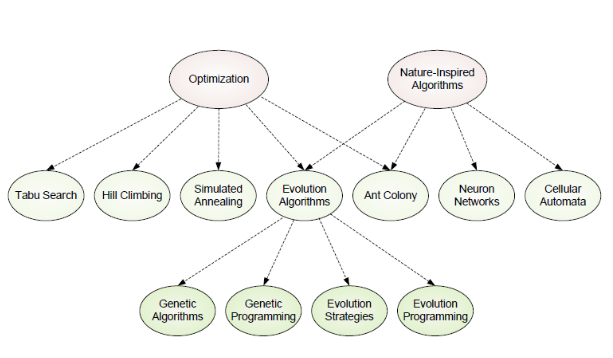 Optimization
Nature-Inspired
Algorithms
Tabu Search
Hill Climbing
Simulated
Annealing
Evolution
Algorithms
Ant Colony
Neuron
Networks
Cellular
Automata
Genetic
Algorithms
Genetic
Programming
Evolution
Strategies
Evolution
Programming